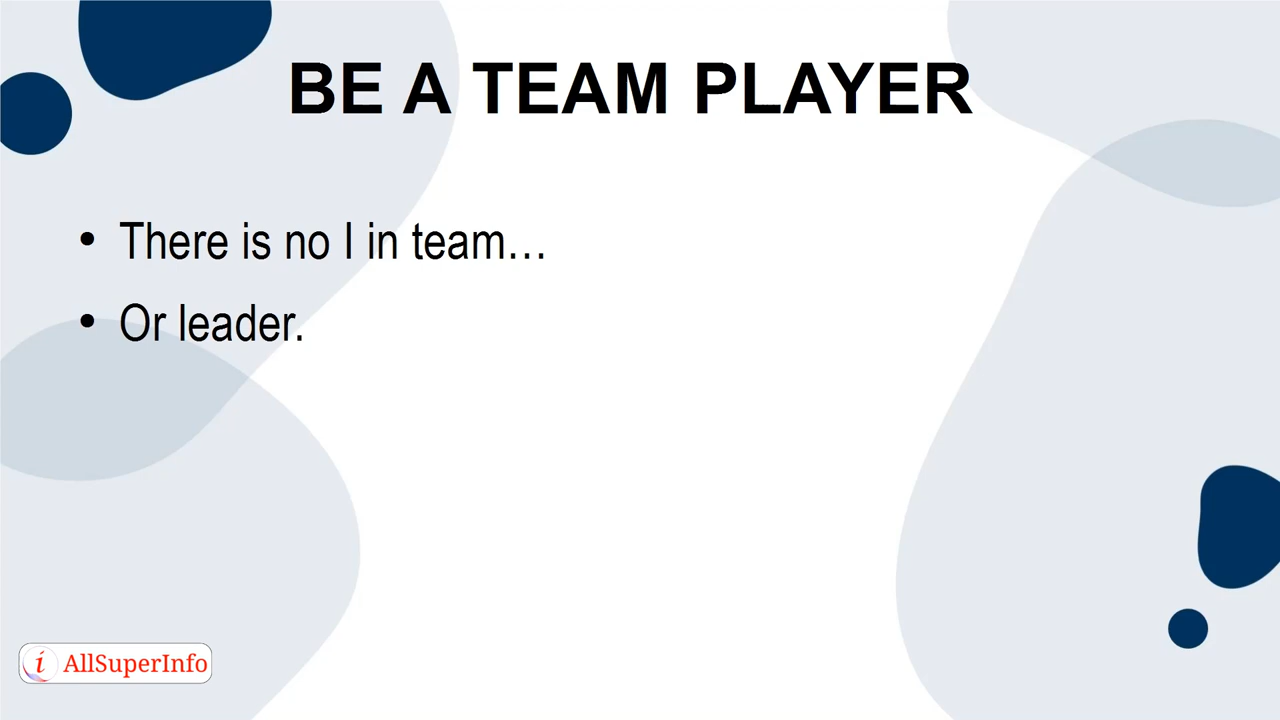 BE A TEAM PLAYER
• There is no I in team…
• Or leader.
i AllSuperInfo